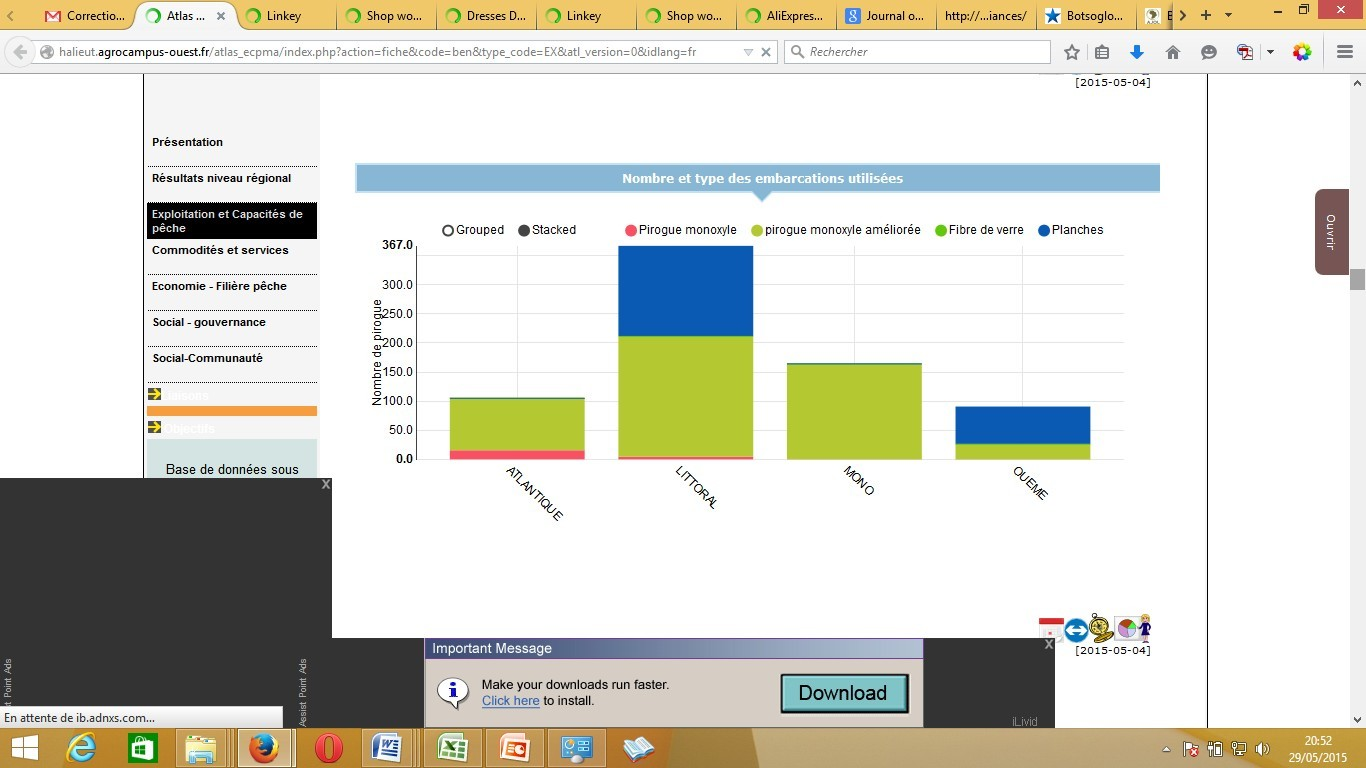 Correctio...
Atlas ...
Linkey
Shop wo...
Dresses D...
Linkey
Shop wo...
AliExpres...
Journal o...
http://...iances/
Botsoglo...
halieut.agrocampus-ouest.fr/atlas_ecpma/index.php?action=fiche&code=ben&type_code=EX&atl_version=0&idlang=fr
Rechercher
[2015-05-04]
Présentation
Résultats niveau régional
Exploitation et Capacités de
pêche
Commodités et services
Economie - Filière pêche
Social - gouvernance
Social-Communauté
Objectifs
Base de données sous
Nombre et type des embarcations utilisées
Grouped Stacked Pirogue monoxyle pirogue monoxyle améliorée Fibre de verre Planches
Nombre de pirogue
367.0
300.0
250.0
200.0
150.0
100.0
50.0
0.0
ATLANTIQUE
LITTORAL
MONO
OUEME
Ouvrir
[2015-05-04]
X
X
Important Message
Make your downloads run faster.
Click here to install.
Download
iLivid
Point Ads
Assist Point Ads
En attente de ib.adnxs.com...
20:52
29/05/2015